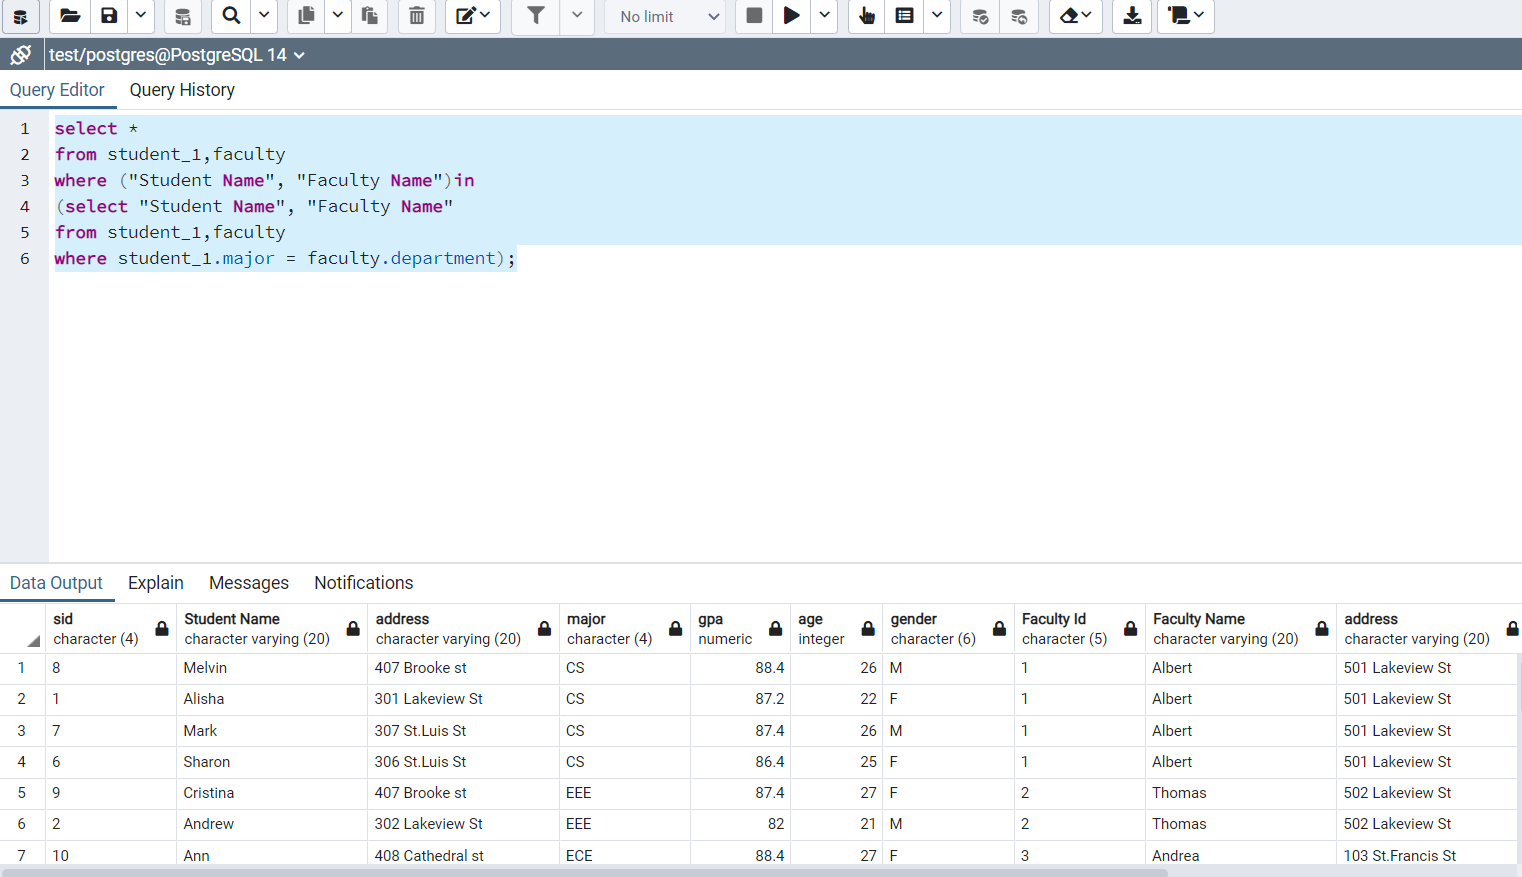 No limit
test/postgres@PostgreSQL 14
Query Editor Query History
1 select *
2 from student_1,faculty
3 where ("Student Name", "Faculty Name")in
4 (select "Student Name", "Faculty Name"
5 from student_1,faculty
6 where student_1.major = faculty.department);
Data Output Explain Messages Notifications
sid Student Name address major gpa age gender Faculty Id Faculty Name address
character (4) character varying (20) character varying (20) character (4) numeric integer character (6) character (5) character varying (20) character varying (20)
1 8 Melvin 407 Brooke st CS 88.4 26 M 1 Albert 501 Lakeview St
2 1 Alisha 301 Lakeview St CS 87.2 22 F 1 Albert 501 Lakeview St
3 7 Mark 307 St.Luis St CS 87.4 26 M 1 Albert 501 Lakeview St
4 6 Sharon 306 St.Luis St CS 86.4 25 F 1 Albert 501 Lakeview St
5 9 Cristina 407 Brooke st EEE 87.4 27 F 2 Thomas 502 Lakeview St
6 2 Andrew 302 Lakeview St EEE 82 21 M 2 Thomas 502 Lakeview St
7 10 Ann 408 Cathedral st ECE 88.4 27 F 3 Andrea 103 St.Francis St